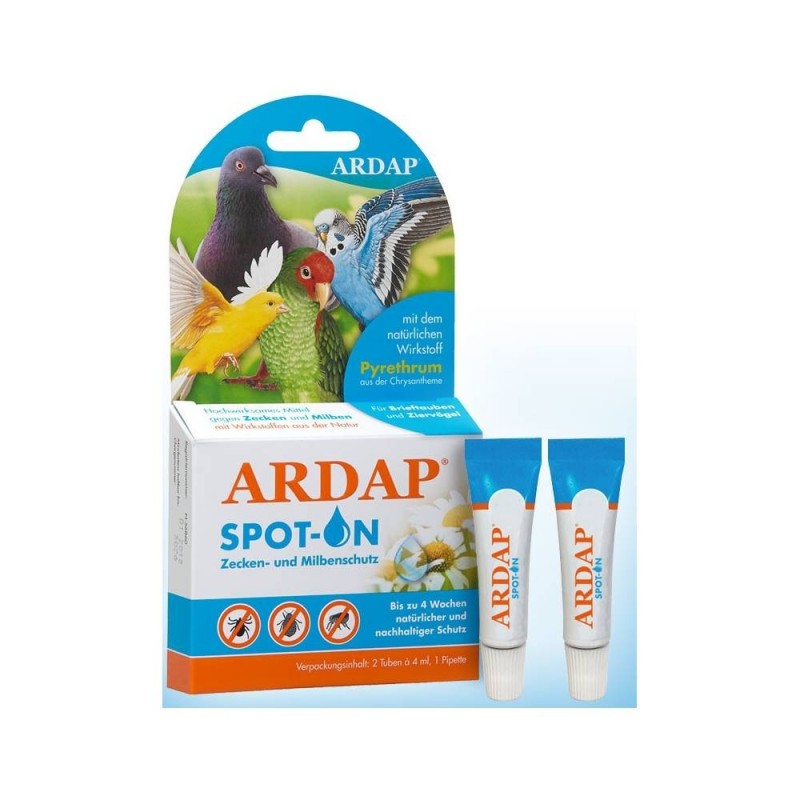 ARDAP®
mit dem
natürlichen
Wirkstoff
Pyrethrum
aus der Chrysantheme
Hochwirksames Mittel
gegen Zecken und Milben
mit Wirkstoffen aus der Natur
Für Brieftauben
und Ziervögel
ARDAP®
SPOT-ON
Zecken- und Milbenschutz
Bis zu 4 Wochen
natürlicher und
nachhaltiger Schutz
Verpackungsinhalt: 2 Tuben à 4 ml, 1 Pipette
ARDAP®
SPOT-ON
ARDAP®
SPOT-ON